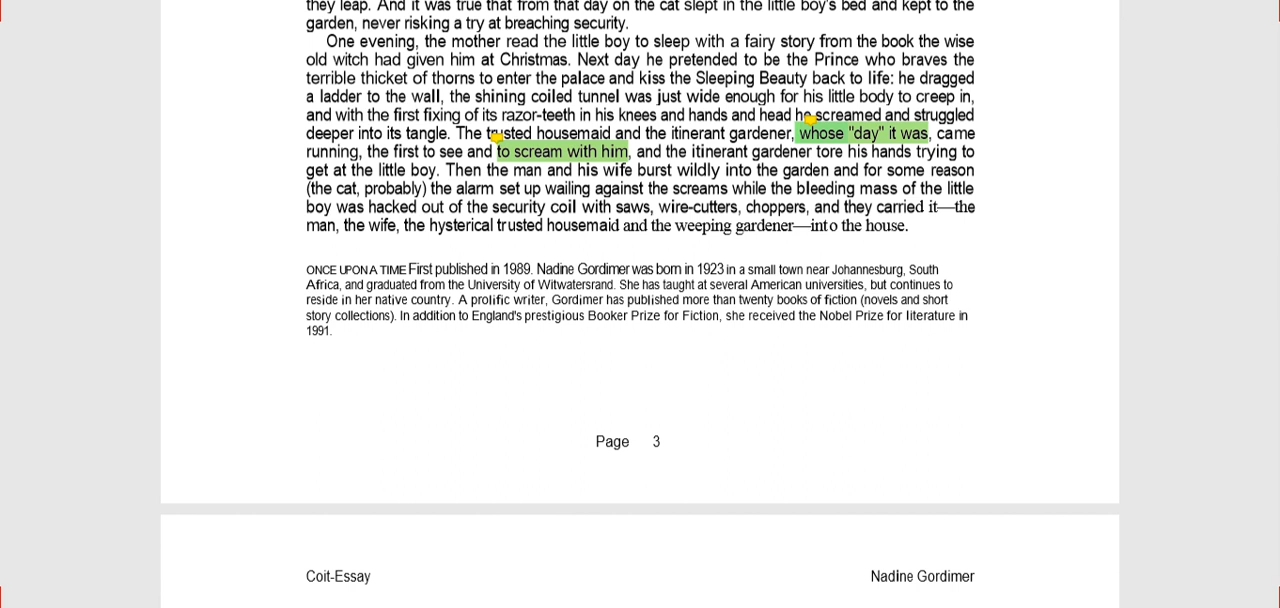 they leap. And it was true that from that day on the cat slept in the little boy's bed and kept to the
garden, never risking a try at breaching security.
One evening, the mother read the little boy to sleep with a fairy story from the book the wise
old witch had given him at Christmas. Next day he pretended to be the Prince who braves the
terrible thicket of thorns to enter the palace and kiss the Sleeping Beauty back to life: he dragged
a ladder to the wall, the shining coiled tunnel was just wide enough for his little body to creep in,
and with the first fixing of its razor-teeth in his knees and hands and head he screamed and struggled
deeper into its tangle. The trusted housemaid and the itinerant gardener, whose "day" it was, came
running, the first to see and to scream with him, and the itinerant gardener tore his hands trying to
get at the little boy. Then the man and his wife burst wildly into the garden and for some reason
(the cat, probably) the alarm set up wailing against the screams while the bleeding mass of the little
boy was hacked out of the security coil with saws, wire-cutters, choppers, and they carried it—the
man, the wife, the hysterical trusted housemaid and the weeping gardener—into the house.
ONCE UPON A TIME First published in 1989. Nadine Gordimer was born in 1923 in a small town near Johannesburg, South
Africa, and graduated from the University of Witwatersrand. She has taught at several American universities, but continues to
reside in her native country. A prolific writer, Gordimer has published more than twenty books of fiction (novels and short
story collections). In addition to England's prestigious Booker Prize for Fiction, she received the Nobel Prize for literature in
1991.
Page 3
Coit-Essay Nadine Gordimer